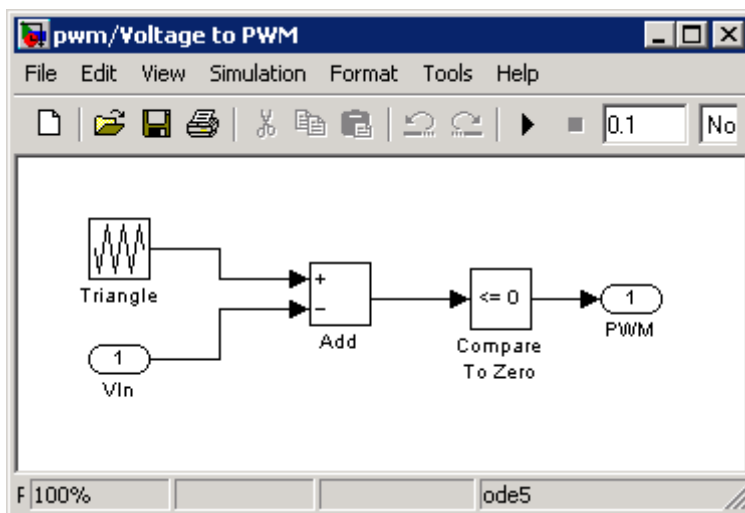 pwm/Voltage to PWM
File Edit View Simulation Format Tools Help
0.1 No
Triangle
+
−
Add
<= 0
Compare
To Zero
1
PWM
1
VIn
F 100% ode5